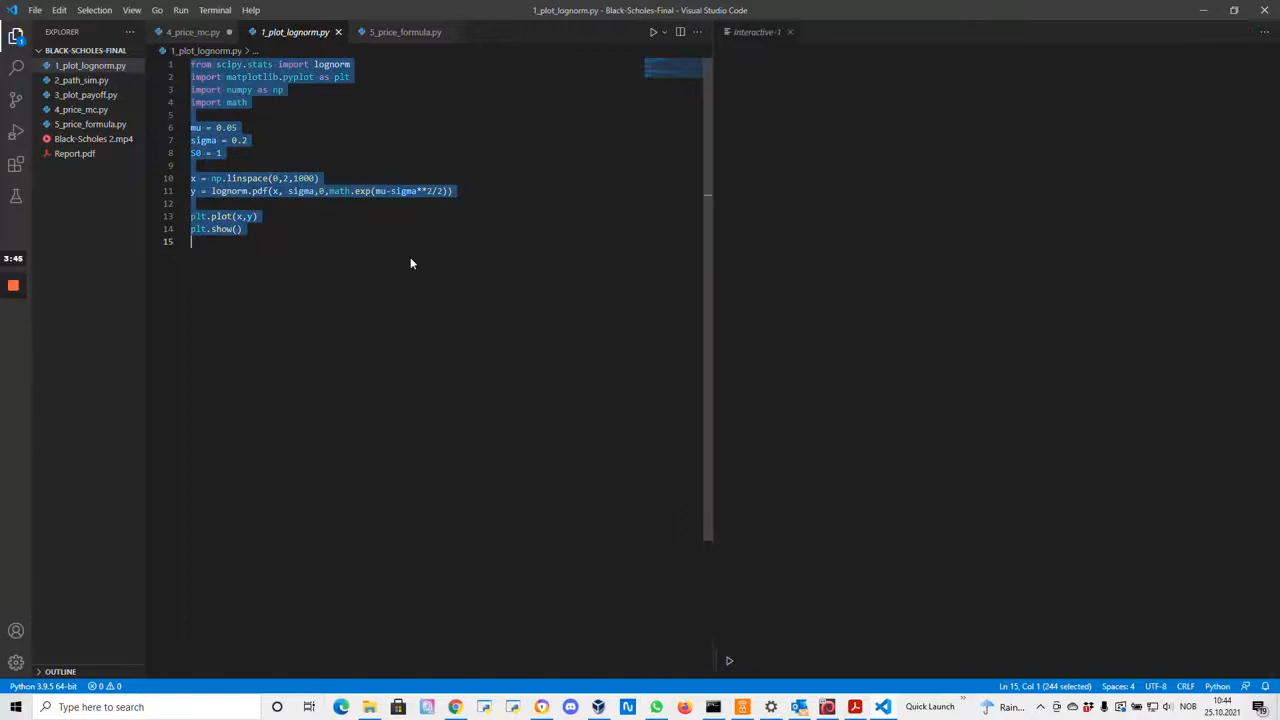 File Edit Selection View Go Run Terminal Help
1_plot_lognorm.py - Black-Scholes-Final - Visual Studio Code
EXPLORER
4_price_mc.py
1_plot_lognorm.py
5_price_formula.py
Interactive-1
BLACK-SCHOLES-FINAL
1_plot_lognorm.py
2_path_sim.py
3_plot_payoff.py
4_price_mc.py
5_price_formula.py
Black-Scholes 2.mp4
Report.pdf
1_plot_lognorm.py > ...
1 from scipy.stats import lognorm
2 import matplotlib.pyplot as plt
3 import numpy as np
4 import math
5
6 mu = 0.05
7 sigma = 0.2
8 S0 = 1
9
10 x = np.linspace(0,2,1000)
11 y = lognorm.pdf(x, sigma,0,math.exp(mu-sigma**2/2))
12
13 plt.plot(x,y)
14 plt.show()
15
3:45
OUTLINE
Python 3.9.5 64-bit 0 0
Ln 15, Col 1 (244 selected) Spaces: 4 UTF-8 CRLF Python
Type here to search
Quick Launch
Rain...
NOB
10:44
25.10.2021